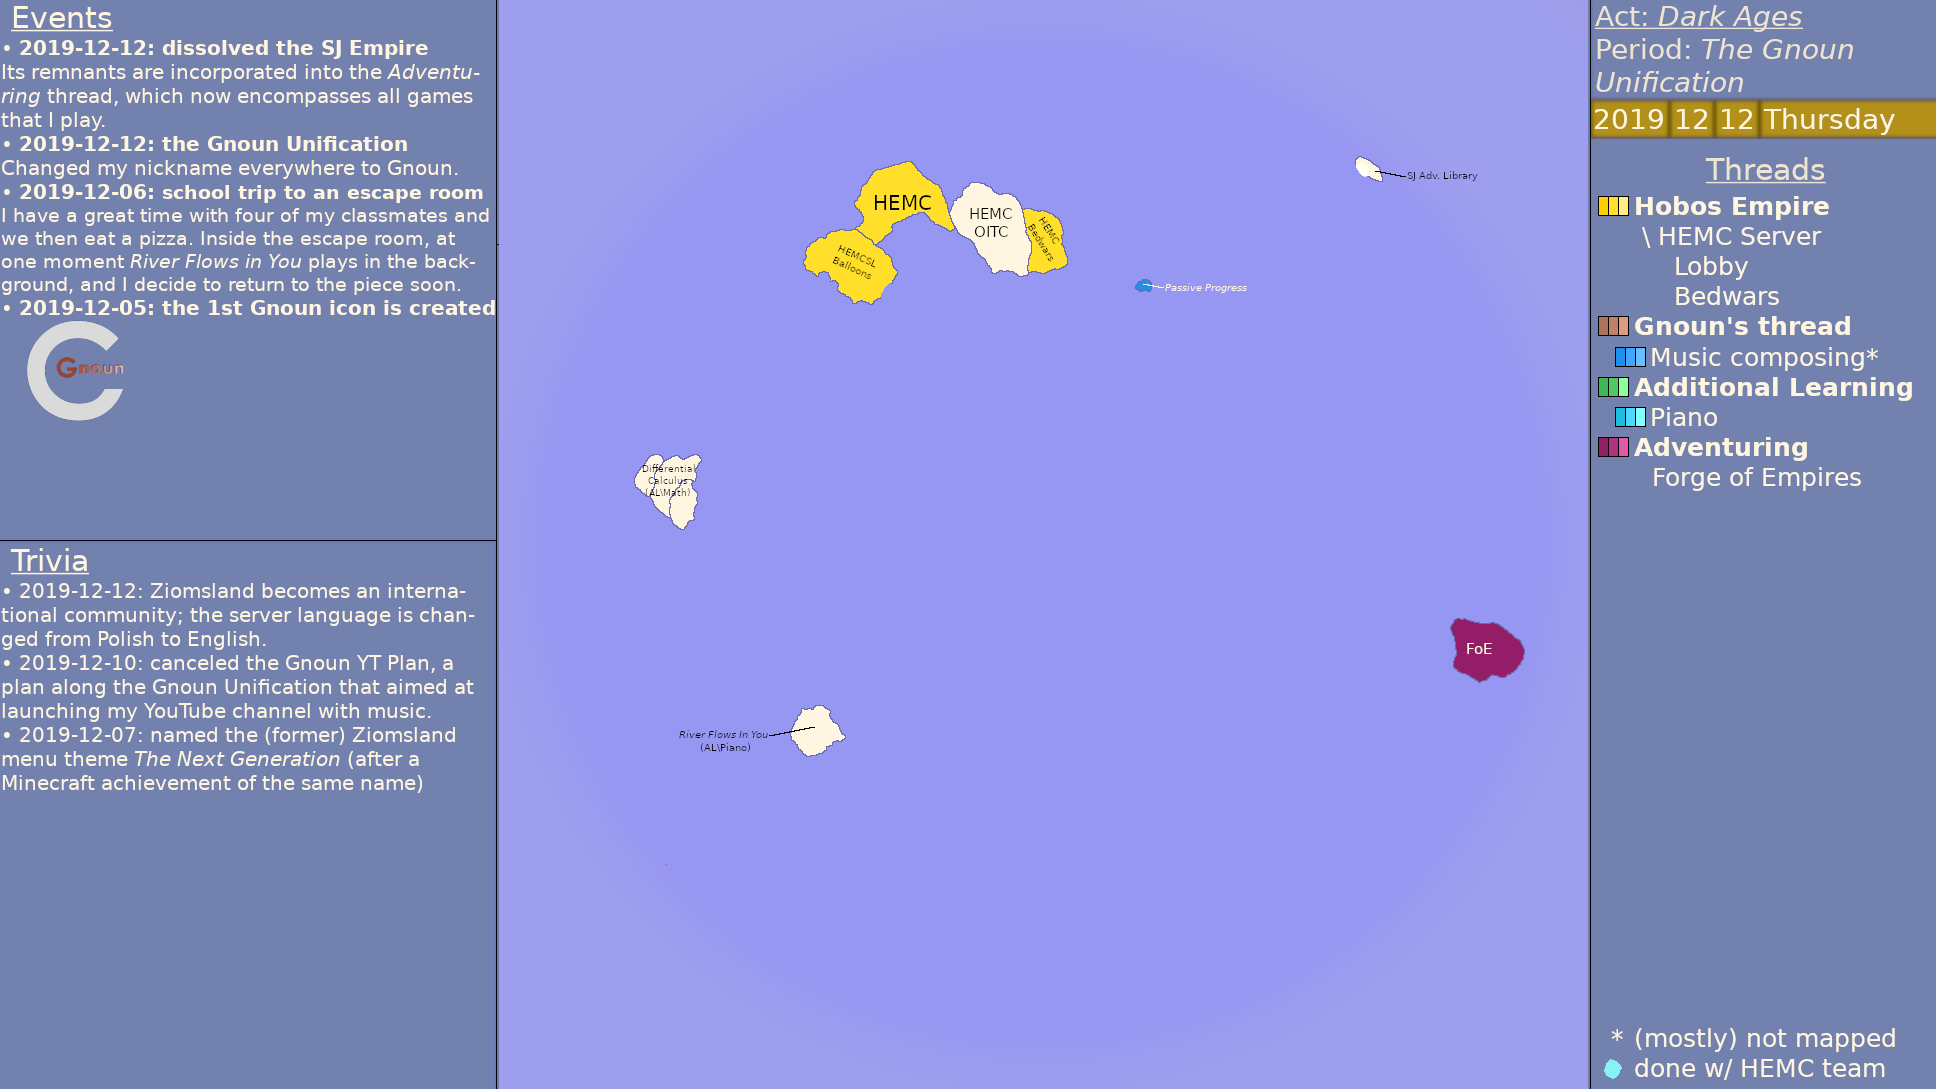 Events
• 2019-12-12: dissolved the SJ Empire
Its remnants are incorporated into the Adventu-
ring thread, which now encompasses all games
that I play.
• 2019-12-12: the Gnoun Unification
Changed my nickname everywhere to Gnoun.
• 2019-12-06: school trip to an escape room
I have a great time with four of my classmates and
we then eat a pizza. Inside the escape room, at
one moment River Flows in You plays in the back-
ground, and I decide to return to the piece soon.
• 2019-12-05: the 1st Gnoun icon is created
Gnoun
Trivia
• 2019-12-12: Ziomsland becomes an interna-
tional community; the server language is chan-
ged from Polish to English.
• 2019-12-10: canceled the Gnoun YT Plan, a
plan along the Gnoun Unification that aimed at
launching my YouTube channel with music.
• 2019-12-07: named the (former) Ziomsland
menu theme The Next Generation (after a
Minecraft achievement of the same name)
HEMC
HEMC
OITC
HEMC
Bedwars
HEMCSL
Balloons
SJ Adv. Library
Passive Progress
Differential
Calculus
(AL\Math)
FoE
River Flows In You
(AL\Piano)
Act: Dark Ages
Period: The Gnoun
Unification
2019 12 12 Thursday
Threads
Hobos Empire
\ HEMC Server
Lobby
Bedwars
Gnoun's thread
Music composing*
Additional Learning
Piano
Adventuring
Forge of Empires
* (mostly) not mapped
done w/ HEMC team